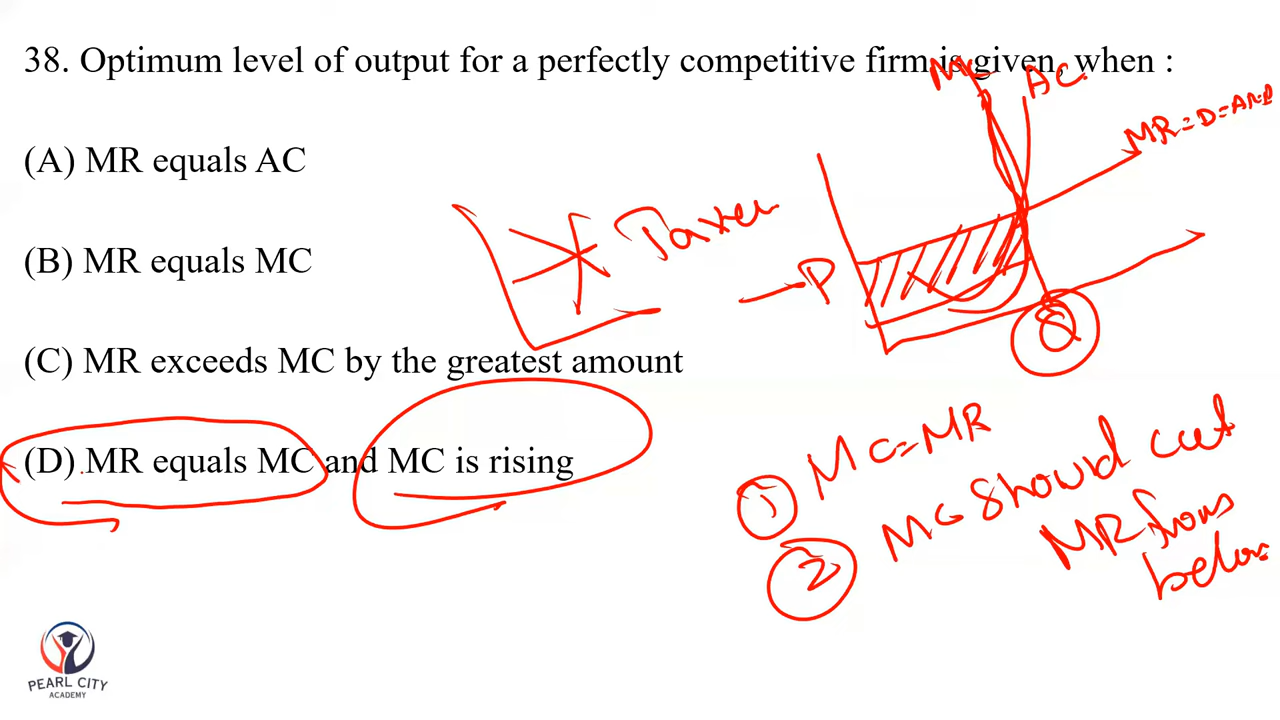 38. Optimum level of output for a perfectly competitive firm is given, when :
MC
AC
MR = D = AR=P
(A) MR equals AC
Taker
(B) MR equals MC
P
Q
(C) MR exceeds MC by the greatest amount
(D) MR equals MC and MC is rising
① MC=MR
② MC Should cut
MR from
below
PEARL CITY
ACADEMY